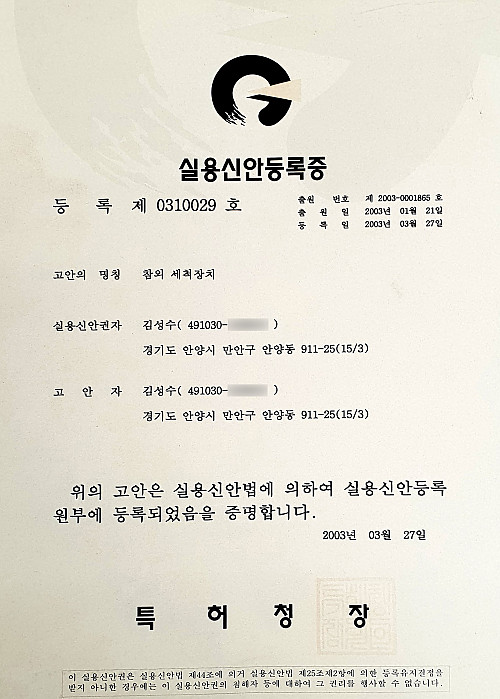 실용신안등록증
등 록 제 0310029 호
출원 번호 제 2003-0001865 호
출 원 일 2003년 01월 21일
등 록 일 2003년 03월 27일
고안의 명칭 참외 세척장치
실용신안권자 김성수( 491030- )
경기도 안양시 만안구 안양동 911-25(15/3)
고 안 자 김성수( 491030- )
경기도 안양시 만안구 안양동 911-25(15/3)
위의 고안은 실용신안법에 의하여 실용신안등록
원부에 등록되었음을 증명합니다.
2003년 03월 27일
특 허 청 장
이 실용신안권은 실용신안법 제44조에 의거 실용신안법 제25조제2항에 의한 등록유지결정을
받지 아니한 경우에는 이 실용신안권의 침해자 등에 대하여 그 권리를 행사할 수 없습니다.